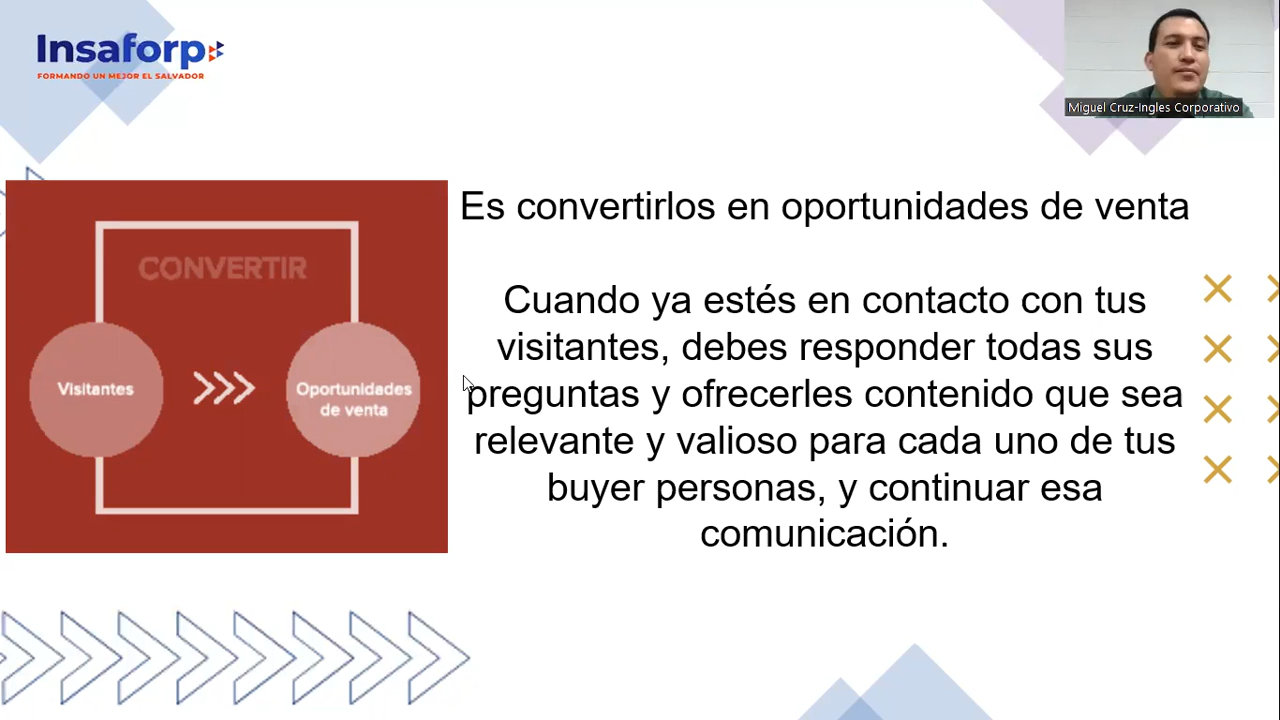 Insaforp
FORMANDO UN MEJOR EL SALVADOR
Miguel Cruz-Ingles Corporativo
CONVERTIR
Visitantes
Oportunidades
de venta
Es convertirlos en oportunidades de venta
Cuando ya estés en contacto con tus
visitantes, debes responder todas sus
preguntas y ofrecerles contenido que sea
relevante y valioso para cada uno de tus
buyer personas, y continuar esa
comunicación.